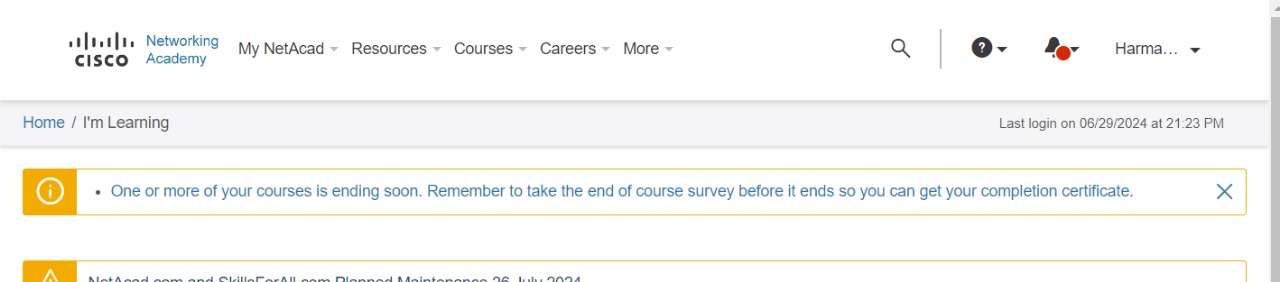 CISCO Networking Academy My NetAcad Resources Courses Careers More ? Harma...
Home / I'm Learning Last login on 06/29/2024 at 21:23 PM
• One or more of your courses is ending soon. Remember to take the end of course survey before it ends so you can get your completion certificate.
NetAcad.com and SkillsForAll.com Planned Maintenance 26 July 2024